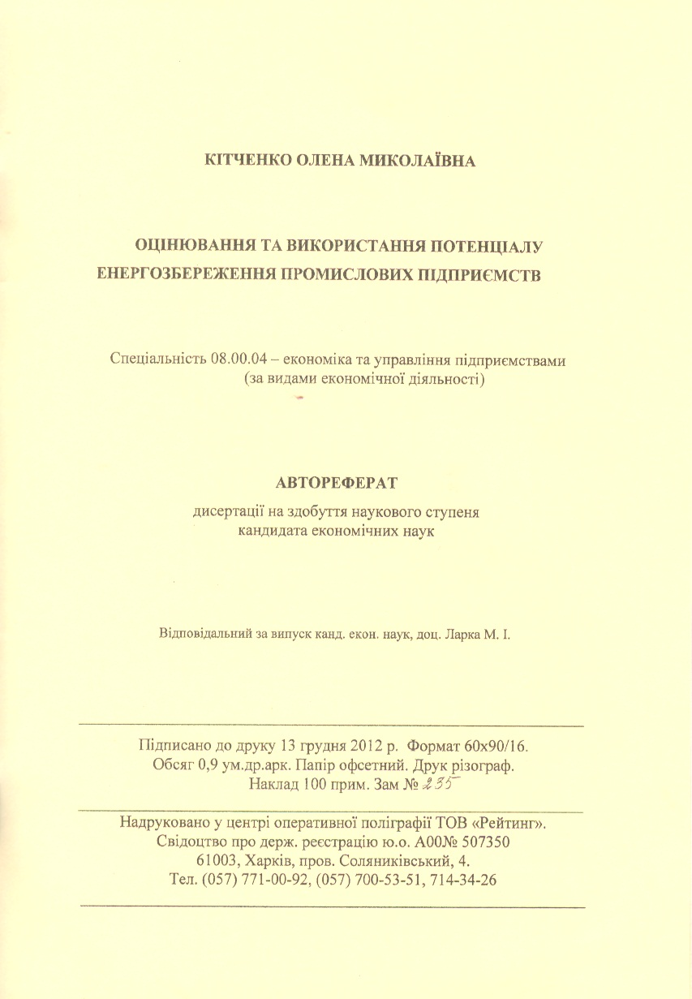 КІТЧЕНКО ОЛЕНА МИКОЛАЇВНА
ОЦІНЮВАННЯ ТА ВИКОРИСТАННЯ ПОТЕНЦІАЛУ
ЕНЕРГОЗБЕРЕЖЕННЯ ПРОМИСЛОВИХ ПІДПРИЄМСТВ
Спеціальність 08.00.04 – економіка та управління підприємствами
(за видами економічної діяльності)
АВТОРЕФЕРАТ
дисертації на здобуття наукового ступеня
кандидата економічних наук
Відповідальний за випуск канд. екон. наук, доц. Ларка М. І.
Підписано до друку 13 грудня 2012 р. Формат 60х90/16.
Обсяг 0,9 ум.др.арк. Папір офсетний. Друк різограф.
Наклад 100 прим. Зам № 235
Надруковано у центрі оперативної поліграфії ТОВ «Рейтинг».
Свідоцтво про держ. реєстрацію ю.о. А00№ 507350
61003, Харків, пров. Соляниківський, 4.
Тел. (057) 771-00-92, (057) 700-53-51, 714-34-26